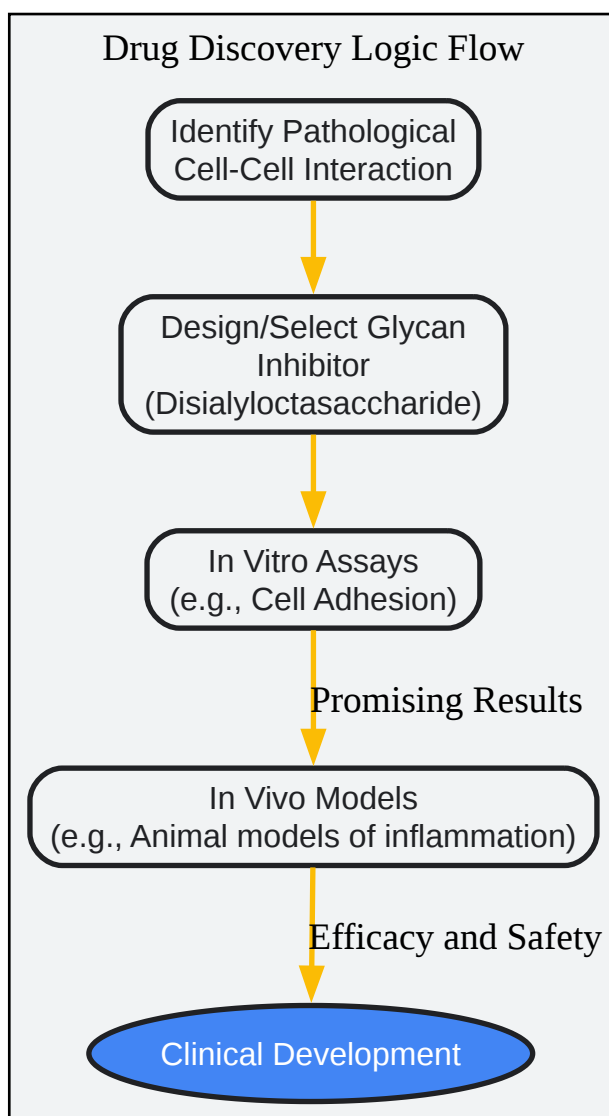 Drug Discovery Logic Flow
Identify Pathological
Cell-Cell Interaction
Design/Select Glycan
Inhibitor
(Disialyloctasaccharide)
In Vitro Assays
(e.g., Cell Adhesion)
Promising Results
In Vivo Models
(e.g., Animal models of inflammation)
Efficacy and Safety
Clinical Development